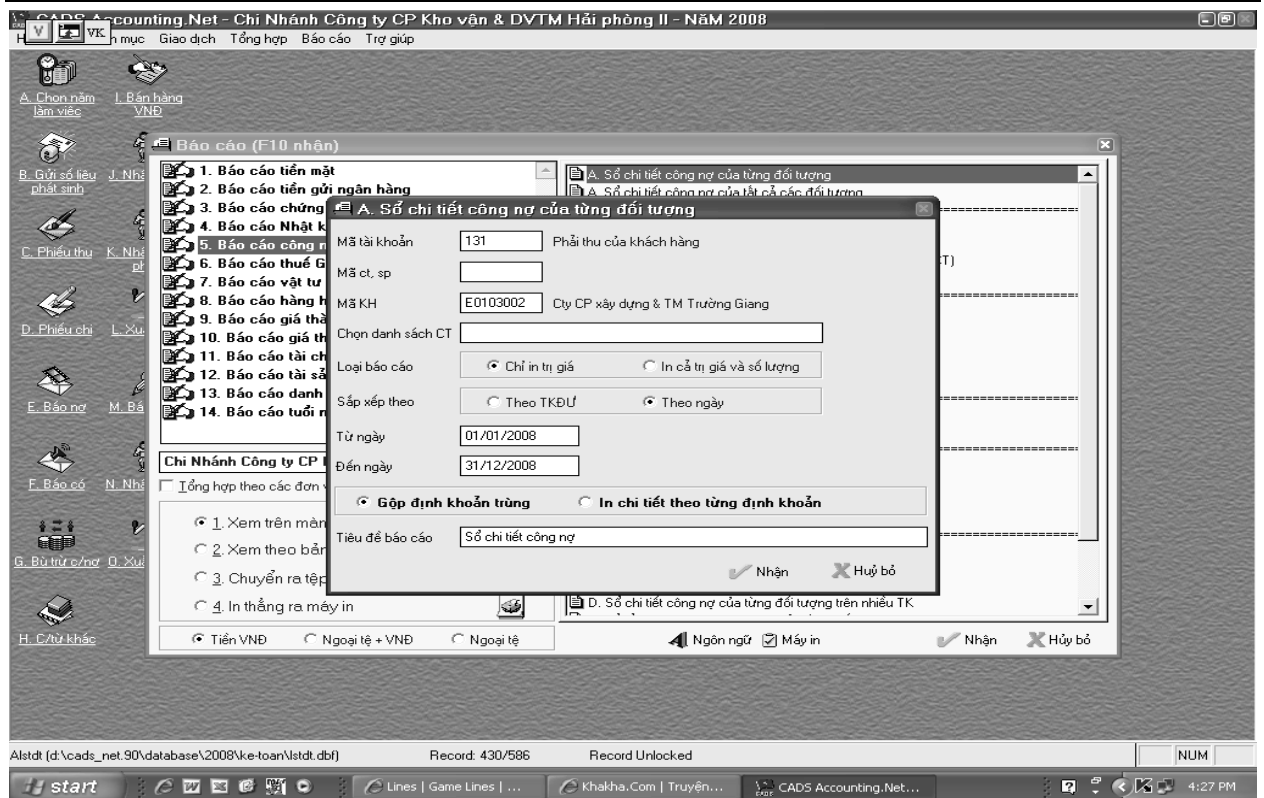 CADS Accounting.Net - Chi Nhánh Công ty CP Kho vận & DVTM Hải phòng II - NăM 2008
V VK mục Giao dịch Tổng hợp Báo cáo Trợ giúp
A. Chọn năm làm việc
I. Bán hàng VNĐ
B. Gửi số liệu phát sinh
C. Phiếu thu
D. Phiếu chi
E. Báo nợ
F. Báo có
G. Bù trừ c/nợ
H. C/từ khác
Báo cáo (F10 nhận)
1. Báo cáo tiền mặt
2. Báo cáo tiền gửi ngân hàng
3. Báo cáo chứng
4. Báo cáo Nhật k
5. Báo cáo công n
6. Báo cáo thuế G
7. Báo cáo vật tư
8. Báo cáo hàng h
9. Báo cáo giá thà
10. Báo cáo giá th
11. Báo cáo tài ch
12. Báo cáo tài sả
13. Báo cáo danh
14. Báo cáo tuổi n
A. Sổ chi tiết công nợ của từng đối tượng
A. Sổ chi tiết công nợ của tất cả các đối tượng
T)
D. Sổ chi tiết công nợ của từng đối tượng trên nhiều TK
Chi Nhánh Công ty CP
Tổng hợp theo các đơn
1. Xem trên màn
2. Xem theo bản
3. Chuyển ra tệp
4. In thẳng ra máy in
Tiền VNĐ Ngoại tệ + VNĐ Ngoại tệ
Ngôn ngữ Máy in Nhận Hủy bỏ
A. Sổ chi tiết công nợ của từng đối tượng
Mã tài khoản 131 Phải thu của khách hàng
Mã ct, sp
Mã KH E0103002 Cty CP xây dựng & TM Trường Giang
Chọn danh sách CT
Loại báo cáo Chỉ in trị giá In cả trị giá và số lượng
Sắp xếp theo Theo TKĐƯ Theo ngày
Từ ngày 01/01/2008
Đến ngày 31/12/2008
Gộp định khoản trùng In chi tiết theo từng định khoản
Tiêu đề báo cáo Sổ chi tiết công nợ
Nhận Huỷ bỏ
Alstdt (d:\cads_net.90\database\2008\ke-toan\lstdt.dbf) Record: 430/586 Record Unlocked NUM
start Lines | Game Lines | ... Khakha.Com | Truyện... CADS Accounting.Net... 4:27 PM